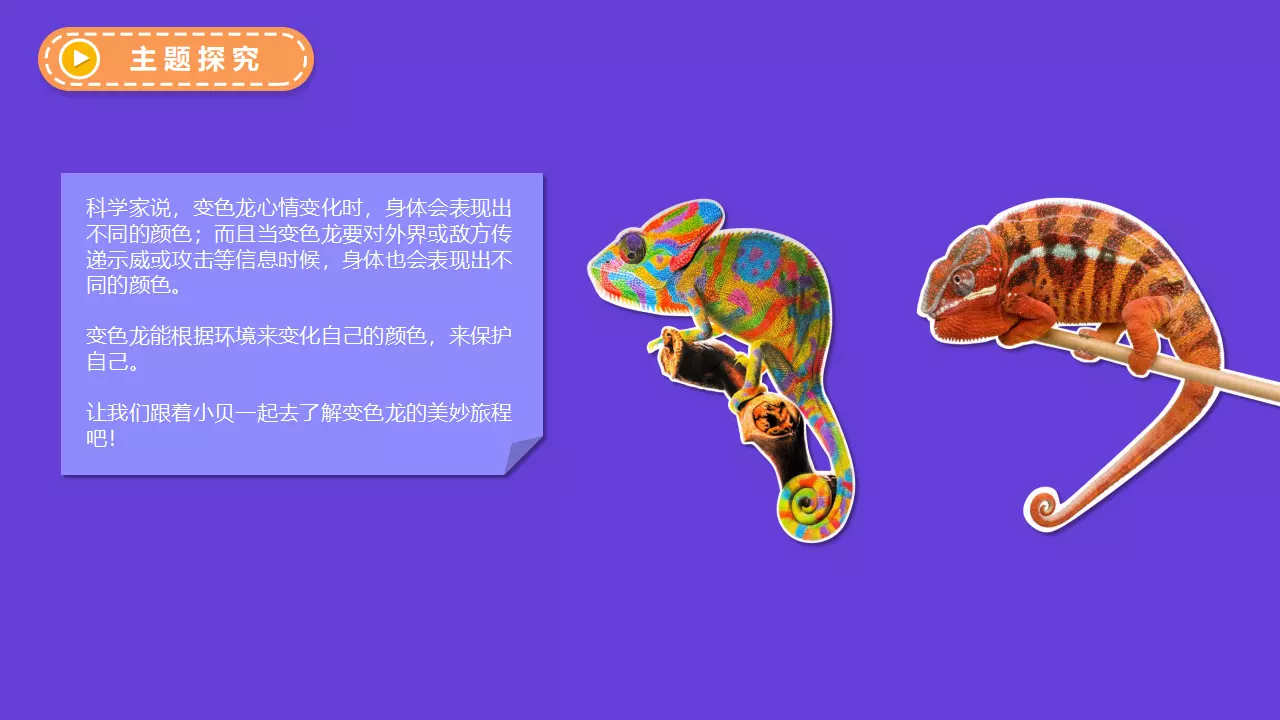 主题探究
科学家说，变色龙心情变化时，身体会表现出
不同的颜色；而且当变色龙要对外界或敌方传
递示威或攻击等信息时候，身体也会表现出不
同的颜色。
变色龙能根据环境来变化自己的颜色，来保护
自己。
让我们跟着小贝一起去了解变色龙的美妙旅程
吧！